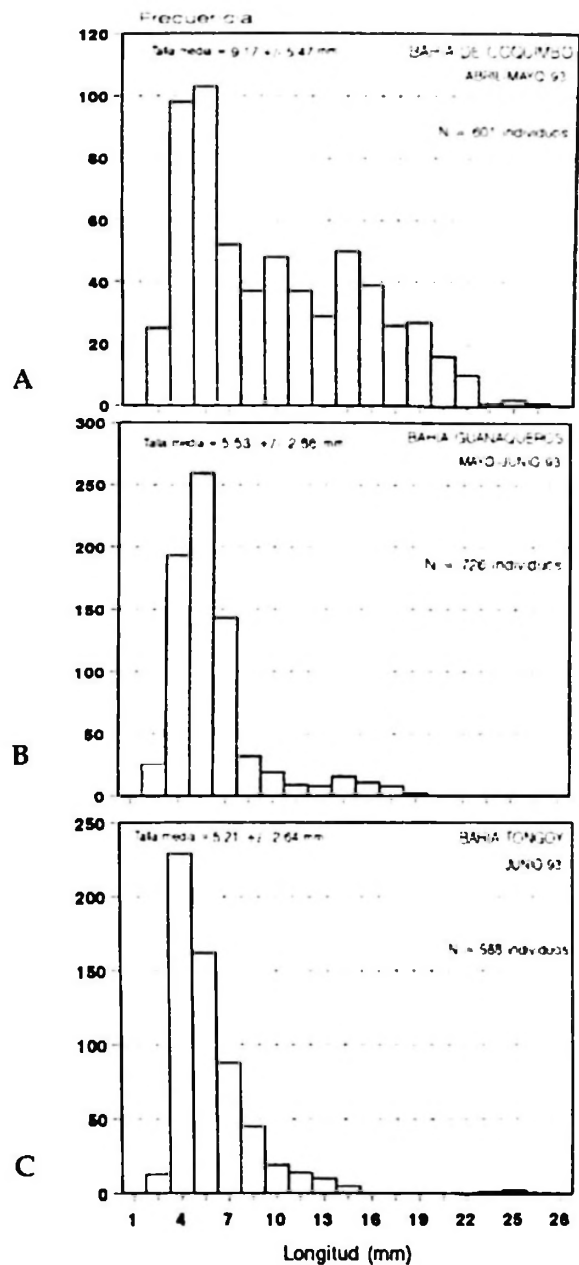 Frecuencia
120
100
80
60
40
20
0
Talla media = 9.17 +/- 5.47 mm
BAHIA DE COQUIMBO
ABRIL-MAYO 93
N = 601 individuos
A
300
250
200
150
100
50
0
Talla media = 5.53 +/- 2.86 mm
BAHIA GUANAQUEROS
MAYO-JUNIO 93
N = 726 individuos
B
250
200
150
100
50
0
Talla media = 5.21 +/- 2.64 mm
BAHIA TONGOY
JUNIO 93
N = 588 individuos
C
1 4 7 10 13 16 19 22 25 28
Longitud (mm)